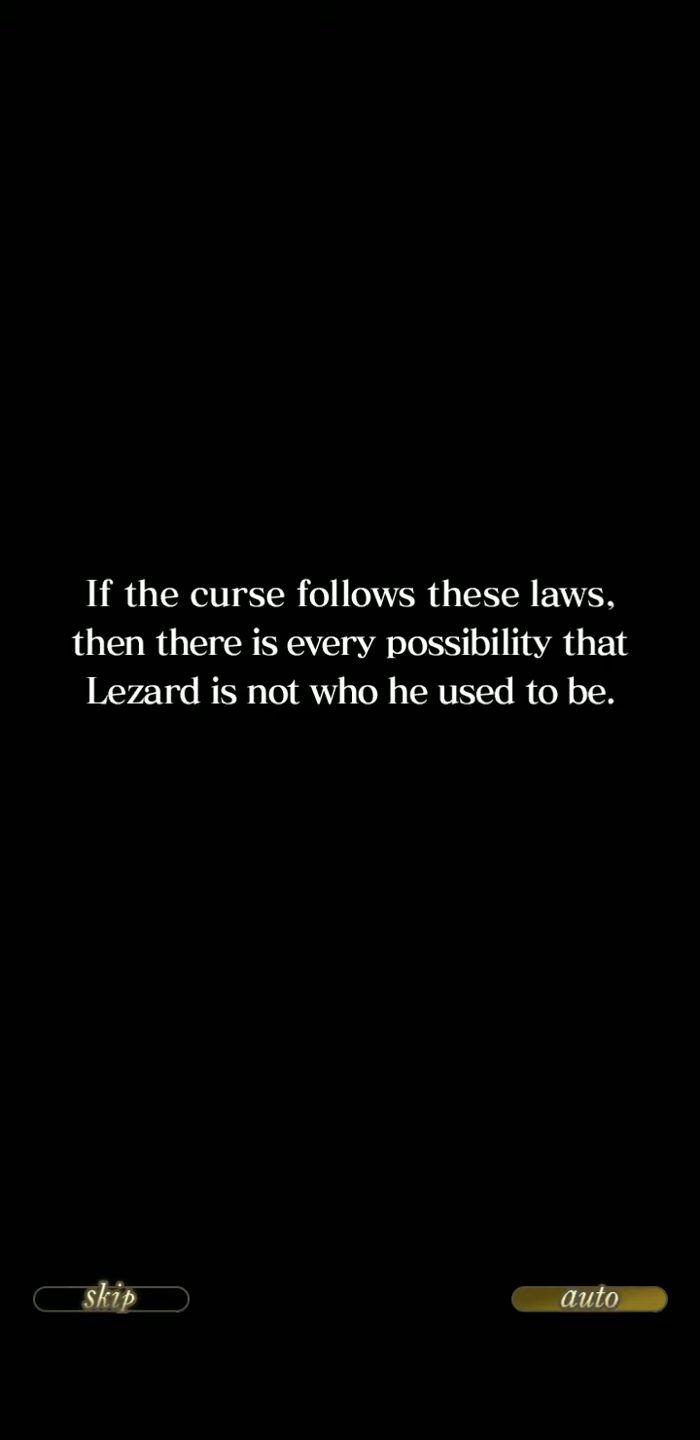 If the curse follows these laws,
then there is every possibility that
Lezard is not who he used to be.
skip
auto